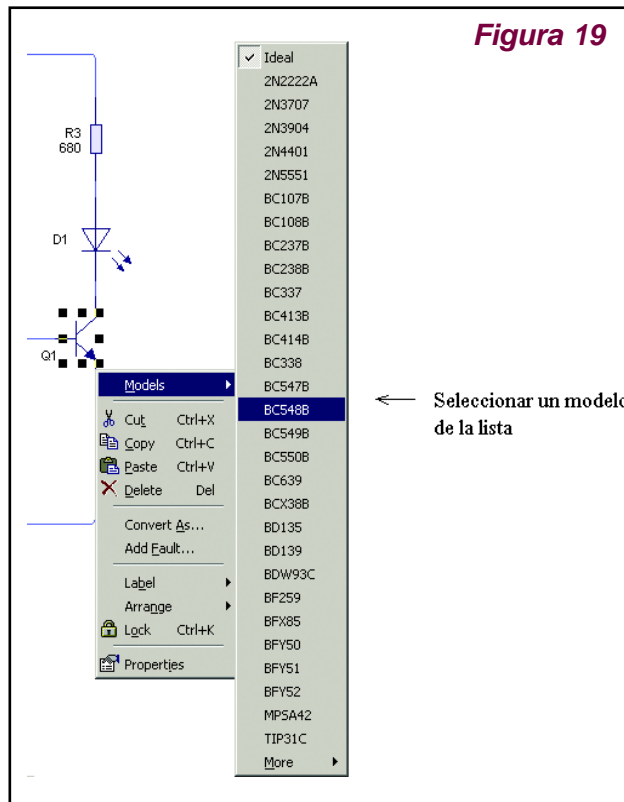 Figura 19
R3
680
D1
Q1
Models
Cut Ctrl+X
Copy Ctrl+C
Paste Ctrl+V
Delete Del
Convert As...
Add Fault...
Label
Arrange
Lock Ctrl+K
Properties
Ideal
2N2222A
2N3707
2N3904
2N4401
2N5551
BC107B
BC108B
BC237B
BC238B
BC337
BC413B
BC414B
BC338
BC547B
BC548B
BC549B
BC550B
BC639
BCX38B
BD135
BD139
BDW93C
BF259
BFX85
BFY50
BFY51
BFY52
MPSA42
TIP31C
More
Seleccionar un modelo
de la lista